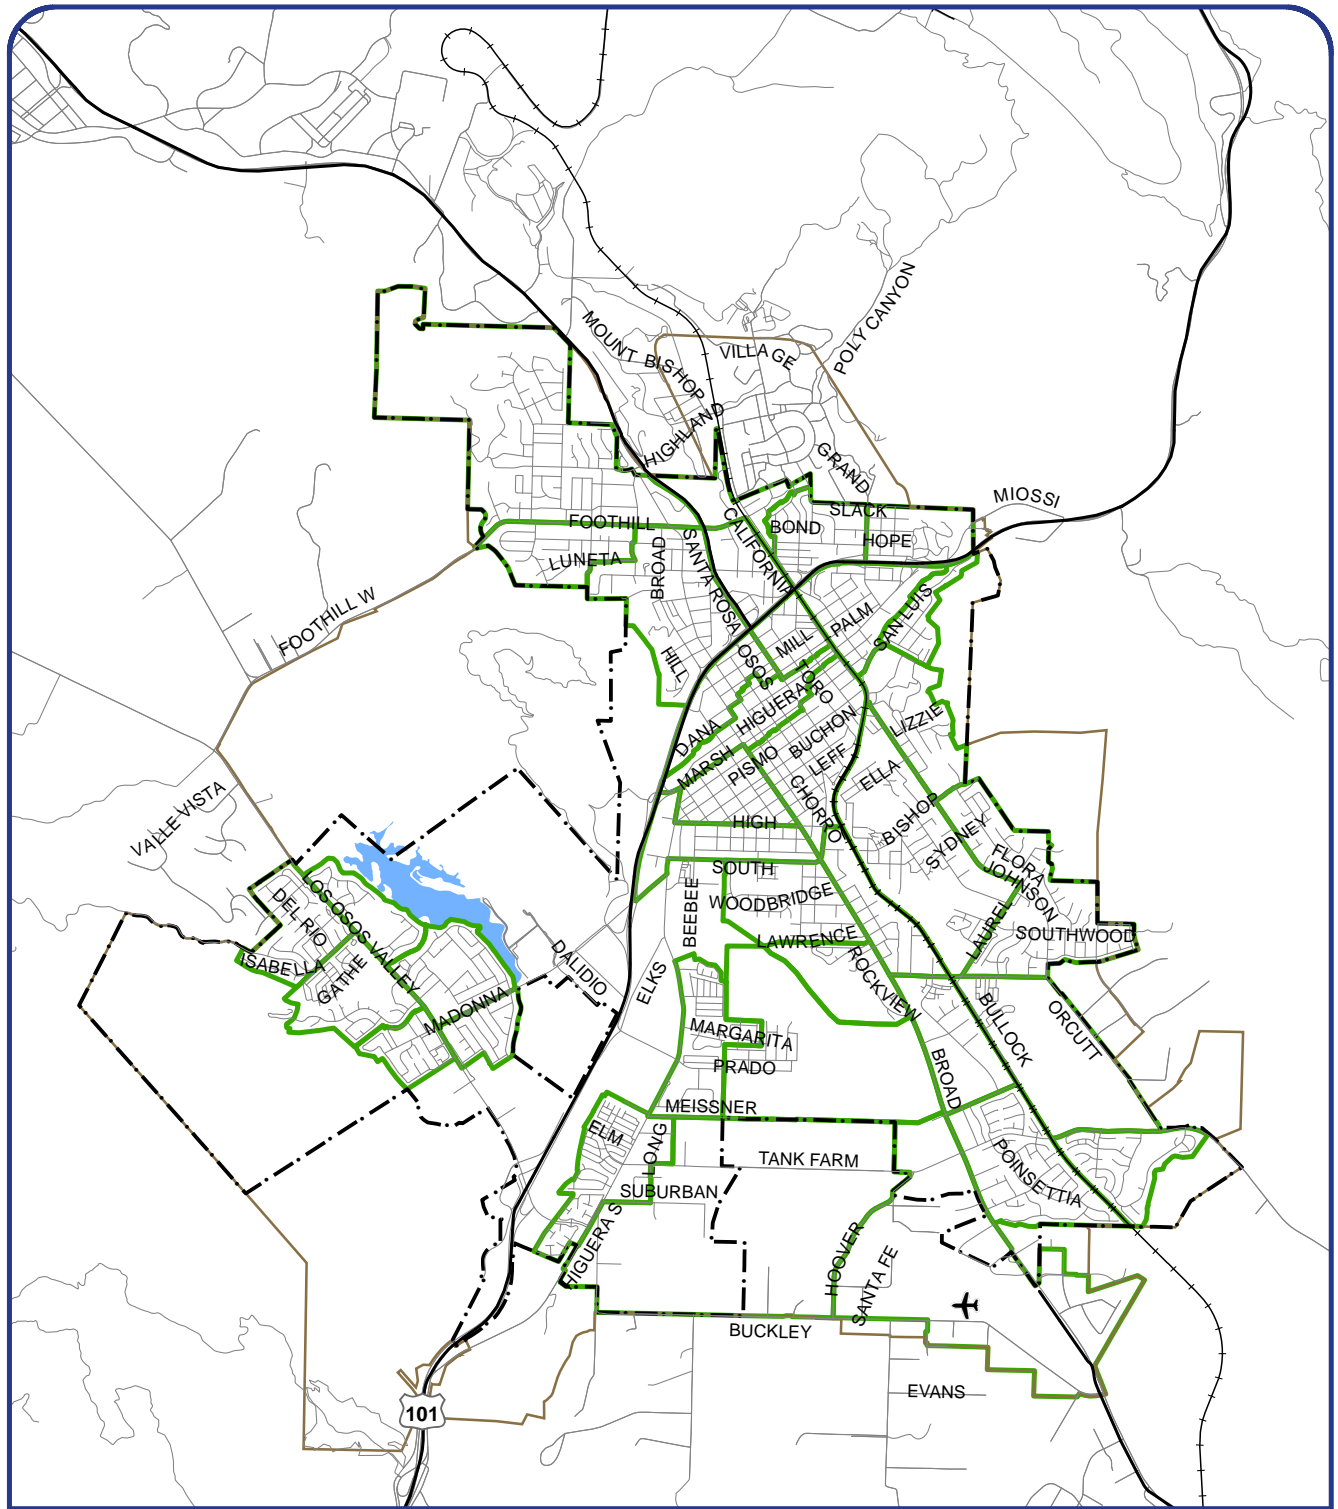 MOUNT BISHOP
VILLAGE
POLY CANYON
HIGHLAND
GRAND
MIOSSI
SLACK
BOND
HOPE
FOOTHILL
CALIFORNIA
LUNETA
BROAD
SANTA ROSA
FOOTHILL W
MILL
PALM
SAN LUIS
HILL
OSOS
TORO
HIGUERA
DANA
BUCHON
LIZZIE
MARSH
PISMO
LEFF
ELLA
CHORRO
VALLE VISTA
HIGH
BISHOP
SYDNEY
FLORA
JOHNSON
SOUTH
WOODBRIDGE
BEEBEE
LAUREL
SOUTHWOOD
LAWRENCE
LOS OSOS VALLEY
DEL RIO
ISABELLA
GATHE
MADONNA
DALIDIO
ELKS
ROCKVIEW
BULLOCK
ORCUTT
MARGARITA
PRADO
BROAD
MEISSNER
ELM
LONG
TANK FARM
POINSETTIA
SUBURBAN
HIGUERA S
HOOVER
SANTA FE
BUCKLEY
EVANS
101